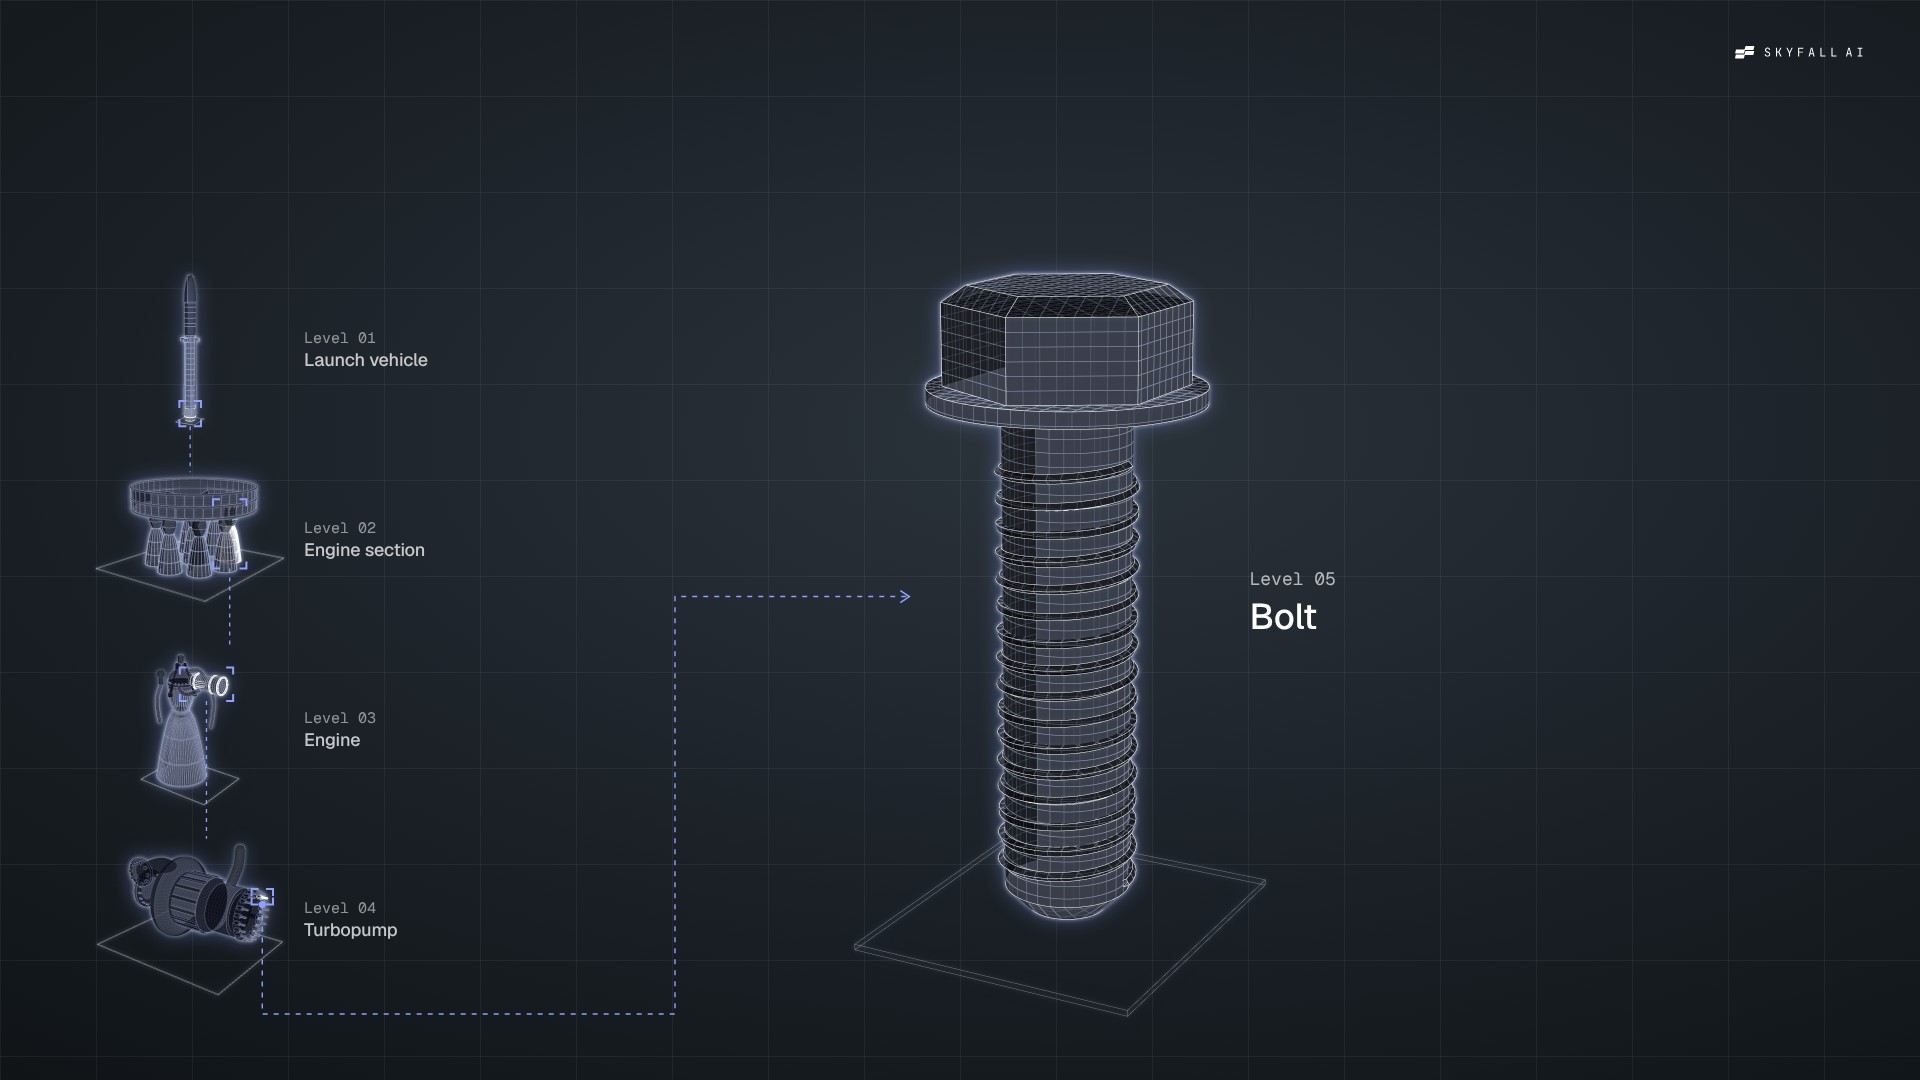 SKYFALL AI
Level 01
Launch vehicle
Level 02
Engine section
Level 03
Engine
Level 04
Turbopump
Level 05
Bolt